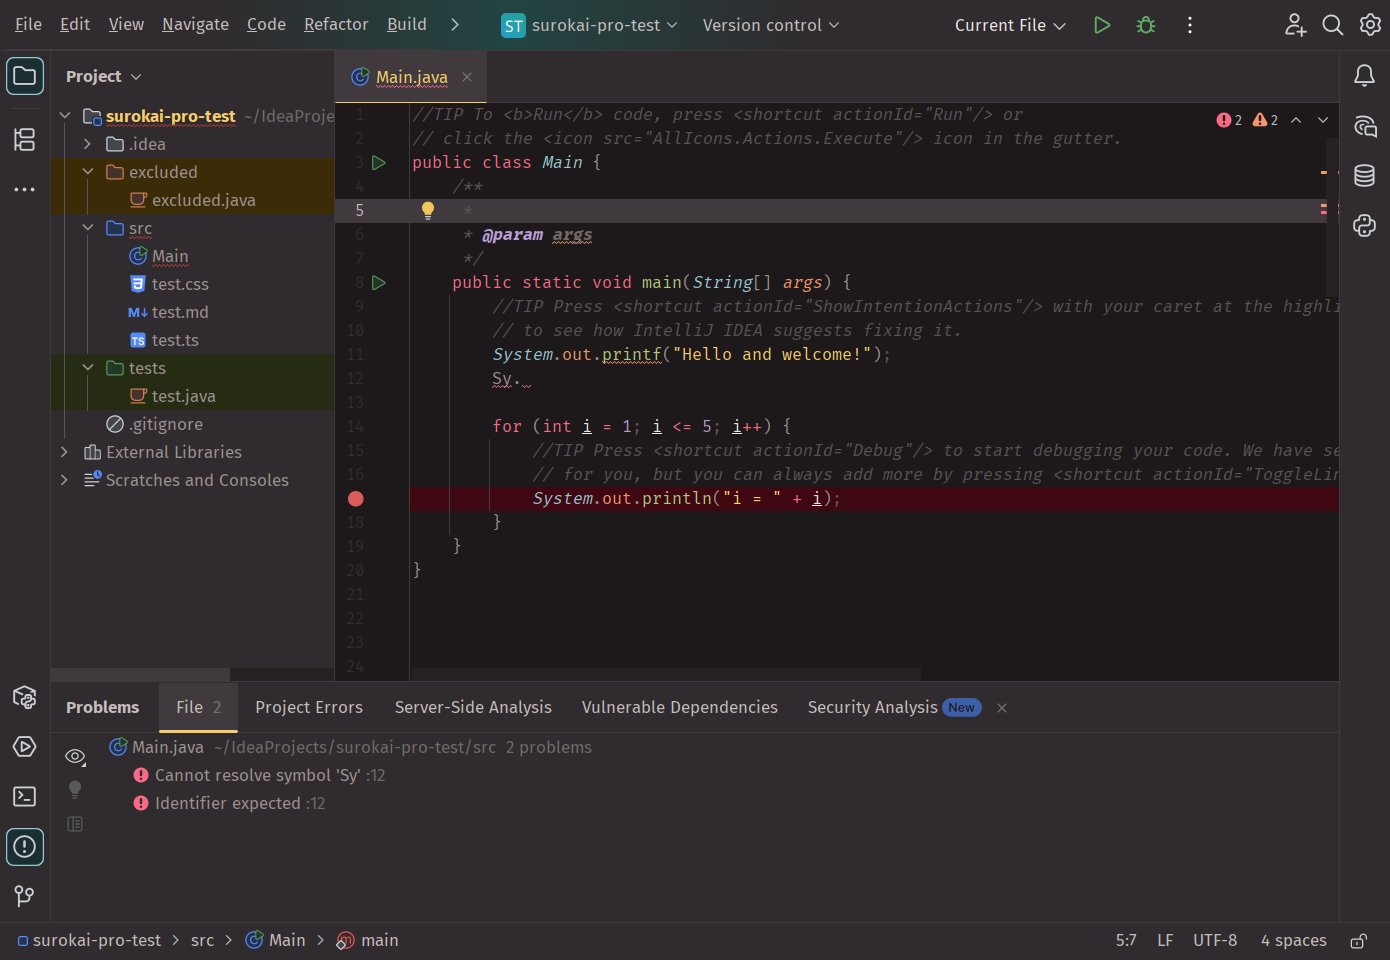 File Edit View Navigate Code Refactor Build ST surokai-pro-test Version control Current File
Project
surokai-pro-test ~/IdeaProje
.idea
excluded
excluded.java
src
Main
test.css
M↓ test.md
TS test.ts
tests
test.java
.gitignore
External Libraries
Scratches and Consoles
Main.java
2 2
1 //TIP To <b>Run</b> code, press <shortcut actionId="Run"/> or
2 // click the <icon src="AllIcons.Actions.Execute"/> icon in the gutter.
3 public class Main {
4 /**
5 *
6 * @param args
7 */
8 public static void main(String[] args) {
9 //TIP Press <shortcut actionId="ShowIntentionActions"/> with your caret at the highli
10 // to see how IntelliJ IDEA suggests fixing it.
11 System.out.printf("Hello and welcome!");
12 Sy.
13
14 for (int i = 1; i <= 5; i++) {
15 //TIP Press <shortcut actionId="Debug"/> to start debugging your code. We have se
16 // for you, but you can always add more by pressing <shortcut actionId="ToggleLin
System.out.println("i = " + i);
18 }
19 }
20 }
21
22
23
24
Problems File 2 Project Errors Server-Side Analysis Vulnerable Dependencies Security Analysis New
Main.java ~/IdeaProjects/surokai-pro-test/src 2 problems
Cannot resolve symbol 'Sy' :12
Identifier expected :12
surokai-pro-test > src > Main > main 5:7 LF UTF-8 4 spaces